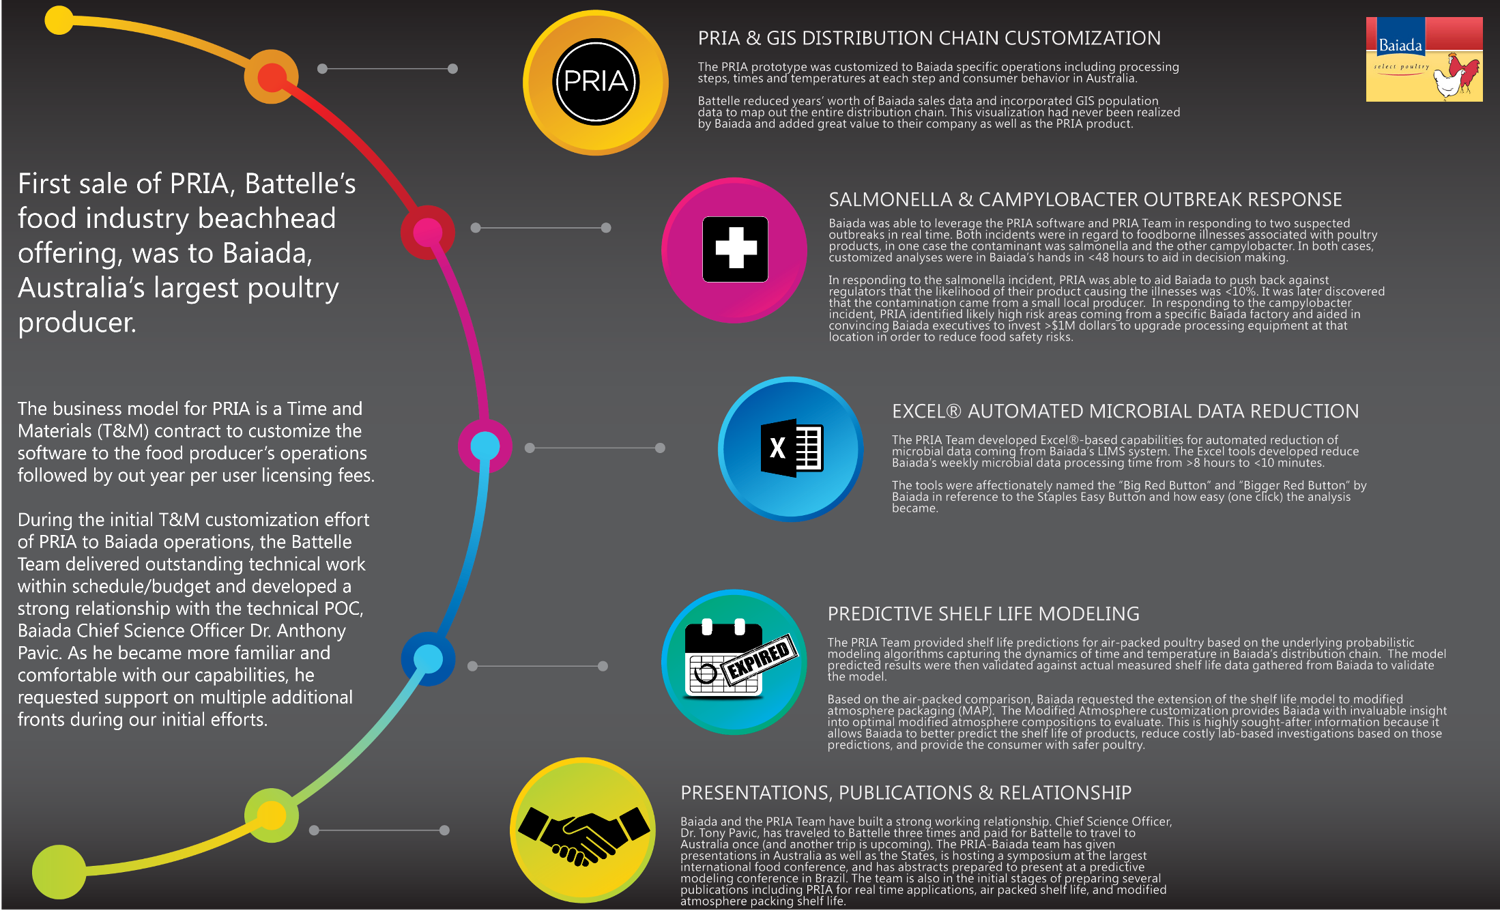 First sale of PRIA, Battelle's
food industry beachhead
offering, was to Baiada,
Australia's largest poultry
producer.
The business model for PRIA is a Time and
Materials (T&M) contract to customize the
software to the food producer's operations
followed by out year per user licensing fees.
During the initial T&M customization effort
of PRIA to Baiada operations, the Battelle
Team delivered outstanding technical work
within schedule/budget and developed a
strong relationship with the technical POC,
Baiada Chief Science Officer Dr. Anthony
Pavic. As he became more familiar and
comfortable with our capabilities, he
requested support on multiple additional
fronts during our initial efforts.
PRIA
PRIA & GIS DISTRIBUTION CHAIN CUSTOMIZATION
The PRIA prototype was customized to Baiada specific operations including processing
steps, times and temperatures at each step and consumer behavior in Australia.
Battelle reduced years' worth of Baiada sales data and incorporated GIS population
data to map out the entire distribution chain. This visualization had never been realized
by Baiada and added great value to their company as well as the PRIA product.
Baiada
select poultry
SALMONELLA & CAMPYLOBACTER OUTBREAK RESPONSE
Baiada was able to leverage the PRIA software and PRIA Team in responding to two suspected
outbreaks in real time. Both incidents were in regard to foodborne illnesses associated with poultry
products, in one case the contaminant was salmonella and the other campylobacter. In both cases,
customized analyses were in Baiada's hands in <48 hours to aid in decision making.
In responding to the salmonella incident, PRIA was able to aid Baiada to push back against
regulators that the likelihood of their product causing the illnesses was <10%. It was later discovered
that the contamination came from a small local producer. In responding to the campylobacter
incident, PRIA identified likely high risk areas coming from a specific Baiada factory and aided in
convincing Baiada executives to invest >$1M dollars to upgrade processing equipment at that
location in order to reduce food safety risks.
X
EXCEL® AUTOMATED MICROBIAL DATA REDUCTION
The PRIA Team developed Excel®-based capabilities for automated reduction of
microbial data coming from Baiada's LIMS system. The Excel tools developed reduce
Baiada's weekly microbial data processing time from >8 hours to <10 minutes.
The tools were affectionately named the "Big Red Button" and "Bigger Red Button" by
Baiada in reference to the Staples Easy Button and how easy (one click) the analysis
became.
EXPIRED
PREDICTIVE SHELF LIFE MODELING
The PRIA Team provided shelf life predictions for air-packed poultry based on the underlying probabilistic
modeling algorithms capturing the dynamics of time and temperature in Baiada's distribution chain. The model
predicted results were then validated against actual measured shelf life data gathered from Baiada to validate
the model.
Based on the air-packed comparison, Baiada requested the extension of the shelf life model to modified
atmosphere packaging (MAP). The Modified Atmosphere customization provides Baiada with invaluable insight
into optimal modified atmosphere compositions to evaluate. This is highly sought-after information because it
allows Baiada to better predict the shelf life of products, reduce costly lab-based investigations based on those
predictions, and provide the consumer with safer poultry.
PRESENTATIONS, PUBLICATIONS & RELATIONSHIP
Baiada and the PRIA Team have built a strong working relationship. Chief Science Officer,
Dr. Tony Pavic, has traveled to Battelle three times and paid for Battelle to travel to
Australia once (and another trip is upcoming). The PRIA-Baiada team has given
presentations in Australia as well as the States, is hosting a symposium at the largest
international food conference, and has abstracts prepared to present at a predictive
modeling conference in Brazil. The team is also in the initial stages of preparing several
publications including PRIA for real time applications, air packed shelf life, and modified
atmosphere packing shelf life.